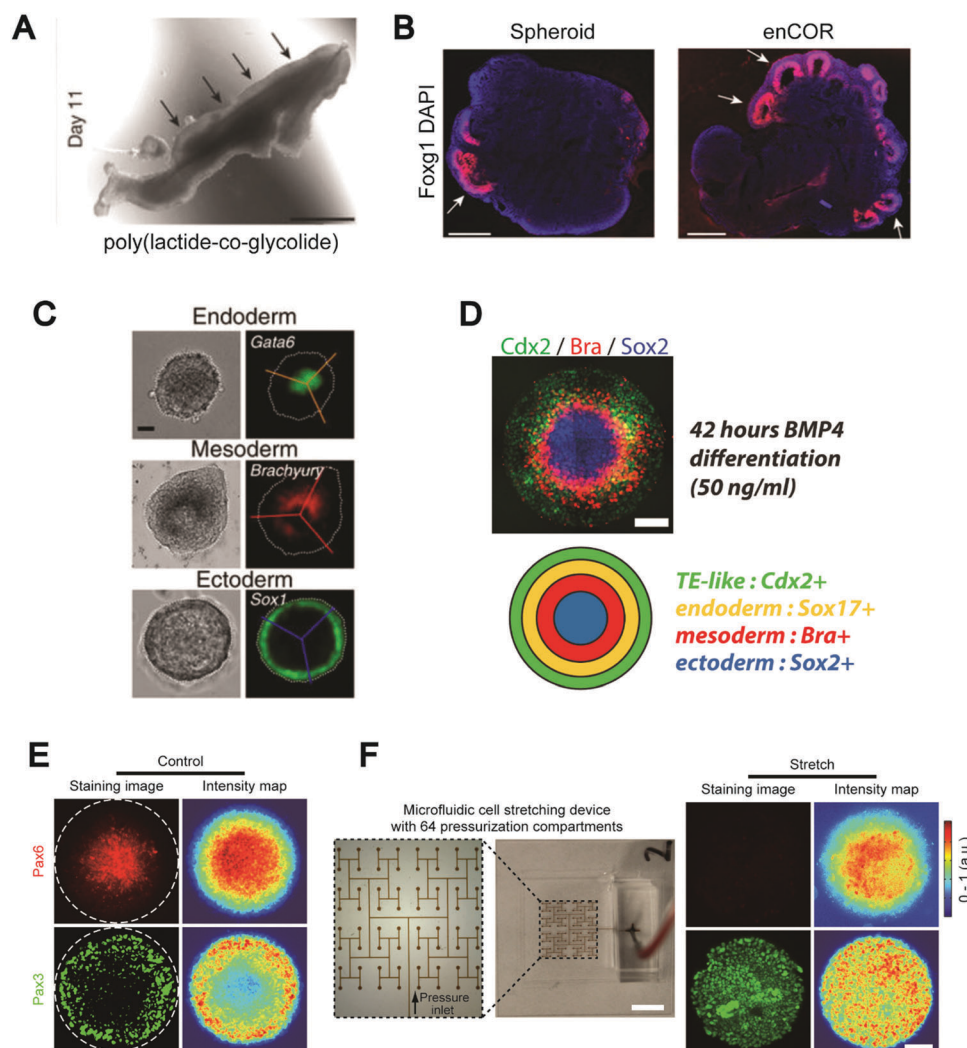 A
Day 11
poly(lactide-co-glycolide)
B
Spheroid
enCOR
Foxg1 DAPI
C
Endoderm
Gata6
Mesoderm
Brachyury
Ectoderm
Sox1
D
Cdx2 / Bra / Sox2
42 hours BMP4
differentiation
(50 ng/ml)
TE-like : Cdx2+
endoderm : Sox17+
mesoderm : Bra+
ectoderm : Sox2+
E
Control
Staining image
Intensity map
Pax6
Pax3
F
Microfluidic cell stretching device
with 64 pressurization compartments
Pressure
inlet
2
Stretch
Staining image
Intensity map
0 - 1 (a.u.)